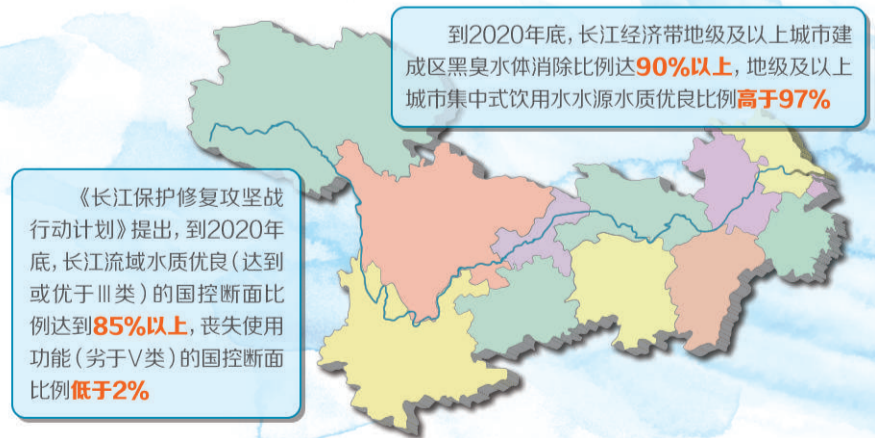 到2020年底，长江经济带地级及以上城市建
成区黑臭水体消除比例达90%以上，地级及以上
城市集中式饮用水水源水质优良比例高于97%
《长江保护修复攻坚战
行动计划》提出，到2020年
底，长江流域水质优良（达到
或优于Ⅲ类）的国控断面比
例达到85%以上，丧失使用
功能（劣于Ⅴ类）的国控断面
比例低于2%